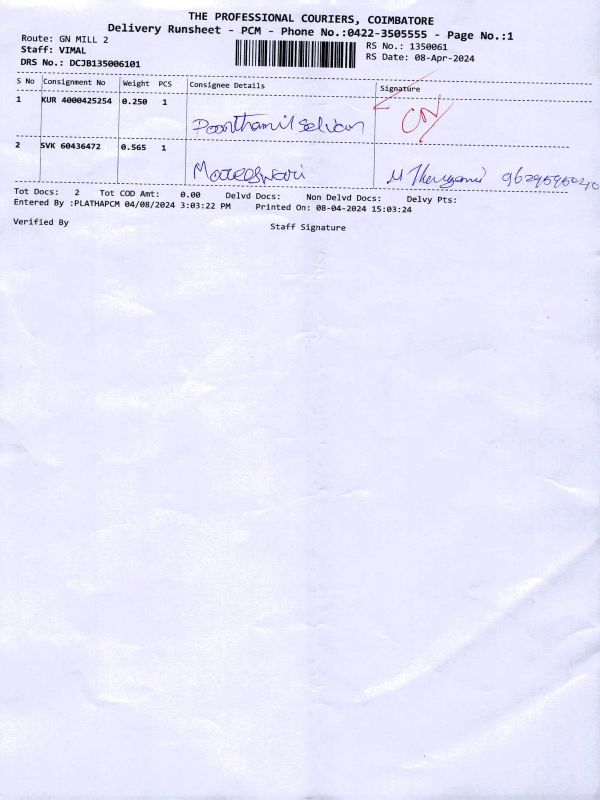 THE PROFESSIONAL COURIERS, COIMBATORE
Delivery Runsheet - PCM - Phone No.:0422-3505555 - Page No.:1
Route: GN MILL 2
RS No.: 1350061
Staff: VIMAL
RS Date: 08-Apr-2024
DRS No.: DCJB135006101
S No Consignment No Weight PCS Consignee Details Signature
1 KUR 4000425254 0.250 1
2 SVK 60436472 0.565 1
Tot Docs: 2 Tot COD Amt: 0.00 Delvd Docs: Non Delvd Docs: Delvy Pts:
Entered By :PLATHAPCM 04/08/2024 3:03:22 PM Printed On: 08-04-2024 15:03:24
Verified By
Staff Signature